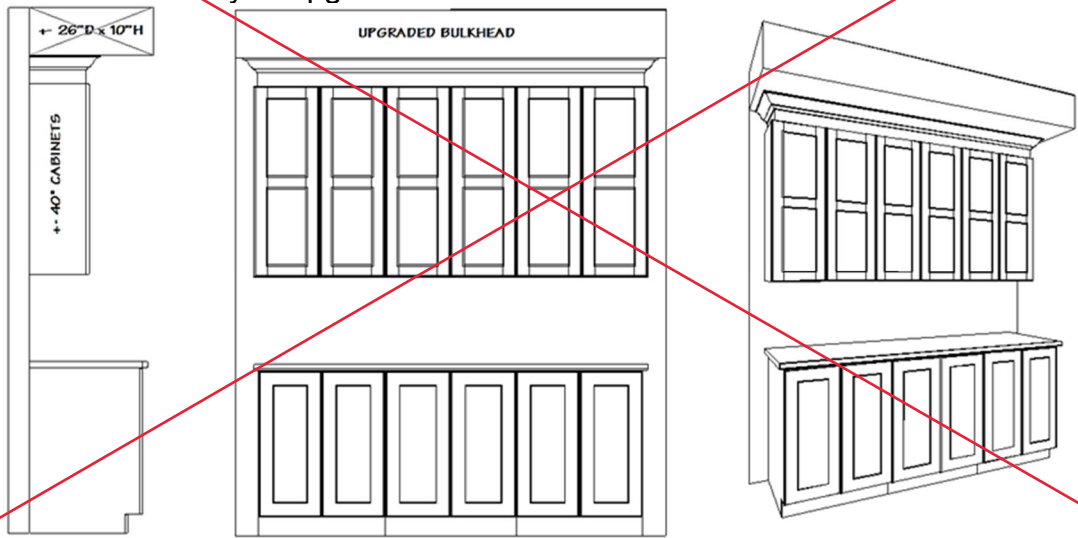 +- 26"D x 10"H
UPGRADED BULKHEAD
+- 40" CABINETS